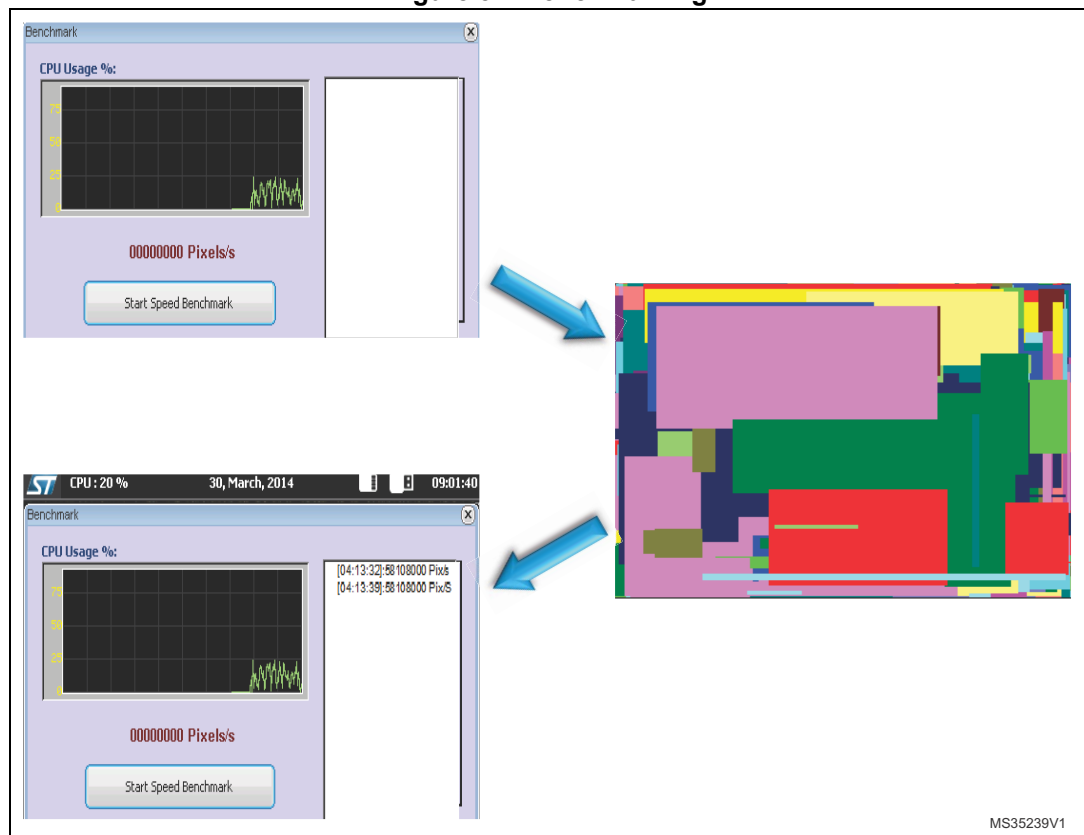 Benchmark
CPU Usage %:
75
50
25
0
00000000 Pixels/s
Start Speed Benchmark
ST CPU : 20 % 30, March, 2014 09:01:40
Benchmark
CPU Usage %:
75
50
25
0
[04:13:32]:58108000 Pix/s
[04:13:39]:58108000 Pix/S
00000000 Pixels/s
Start Speed Benchmark
MS35239V1